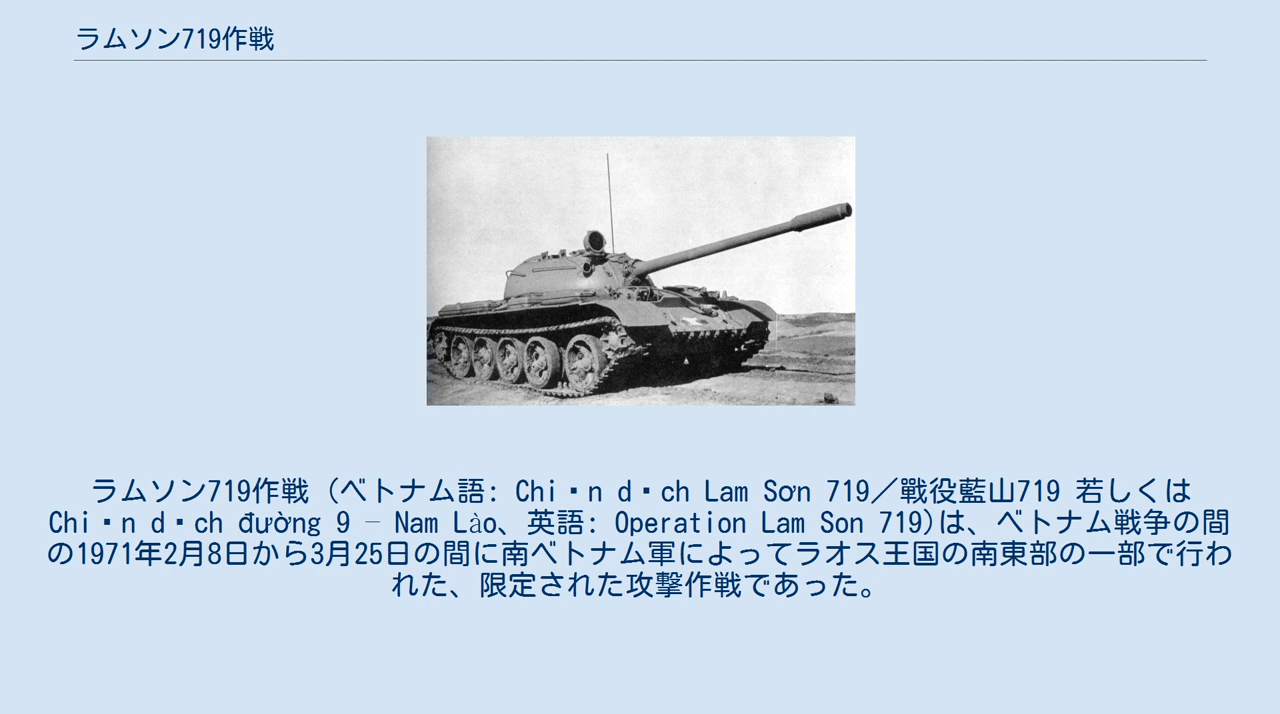 ラムソン719作戦
ラムソン719作戦（ベトナム語: Chi▪n d▪ch Lam Sơn 719／戰役藍山719 若しくは
Chi▪n d▪ch đường 9 – Nam Lào、英語: Operation Lam Son 719)は、ベトナム戦争の間
の1971年2月8日から3月25日の間に南ベトナム軍によってラオス王国の南東部の一部で行わ
れた、限定された攻撃作戦であった。